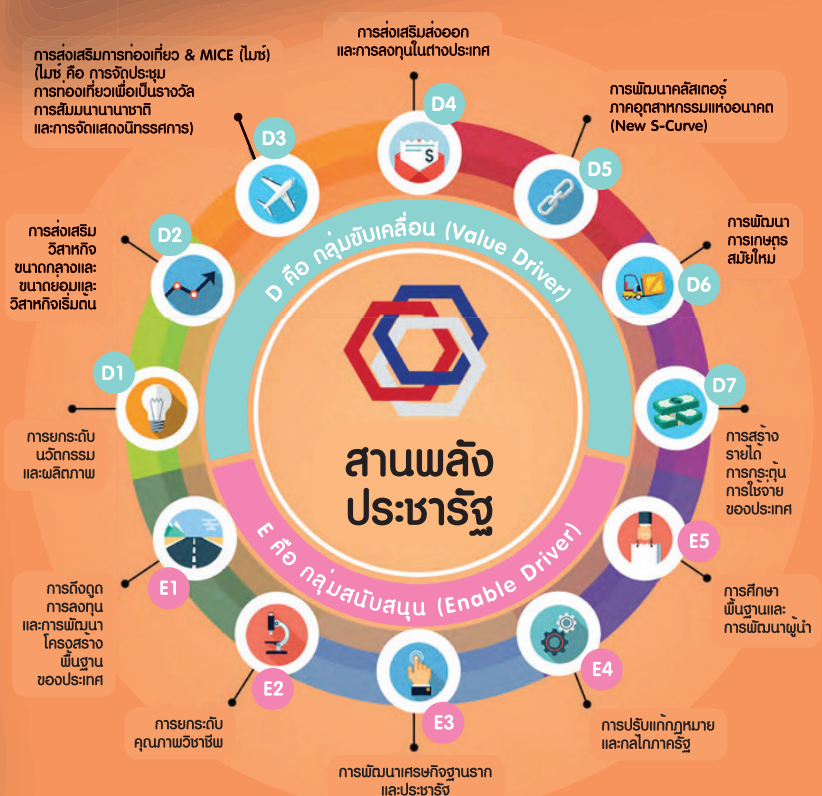 การส่งเสริมส่งออก
และการลงทุนในต่างประเทศ
D4
การส่งเสริมการท่องเที่ยว & MICE (ไมซ์)
(ไมซ์ คือ การจัดประชุม
การท่องเที่ยวเพื่อเป็นรางวัล
การสัมมนานานาชาติ
และการจัดแสดงนิทรรศการ)
D3
การพัฒนาคลัสเตอร์
ภาคอุตสาหกรรมแห่งอนาคต
(New S-Curve)
D5
การส่งเสริม
วิสาหกิจ
ขนาดกลางและ
ขนาดย่อมและ
วิสาหกิจเริ่มต้น
D2
การพัฒนา
การเกษตร
สมัยใหม่
D6
D คือ กลุ่มขับเคลื่อน (Value Driver)
D1
การยกระดับ
นวัตกรรม
และผลิตภาพ
D7
การสร้าง
รายได้
การกระตุ้น
การใช้จ่าย
ของประเทศ
สานพลัง
ประชารัฐ
E คือ กลุ่มสนับสนุน (Enable Driver)
E1
การดึงดูด
การลงทุน
และการพัฒนา
โครงสร้าง
พื้นฐาน
ของประเทศ
E5
การศึกษา
พื้นฐานและ
การพัฒนาผู้นำ
E2
การยกระดับ
คุณภาพวิชาชีพ
E4
การปรับแก้กฎหมาย
และกลไกภาครัฐ
E3
การพัฒนาเศรษกิจฐานราก
และประชารัฐ
$